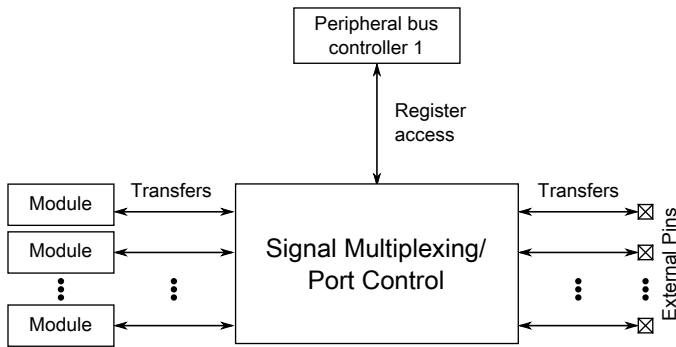 Peripheral bus
controller 1
Register
access
Module
Transfers
Transfers
Module
Module
Signal Multiplexing/
Port Control
External Pins